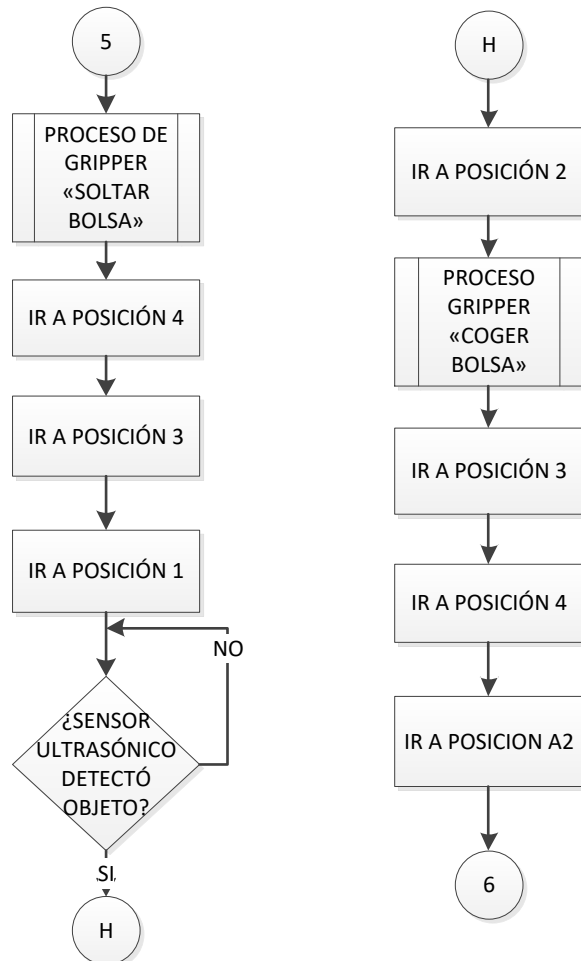 5
PROCESO DE
GRIPPER
«SOLTAR
BOLSA»
IR A POSICIÓN 4
IR A POSICIÓN 3
IR A POSICIÓN 1
NO
¿SENSOR
ULTRASÓNICO
DETECTÓ
OBJETO?
SI
H
H
IR A POSICIÓN 2
PROCESO
GRIPPER
«COGER
BOLSA»
IR A POSICIÓN 3
IR A POSICIÓN 4
IR A POSICION A2
6